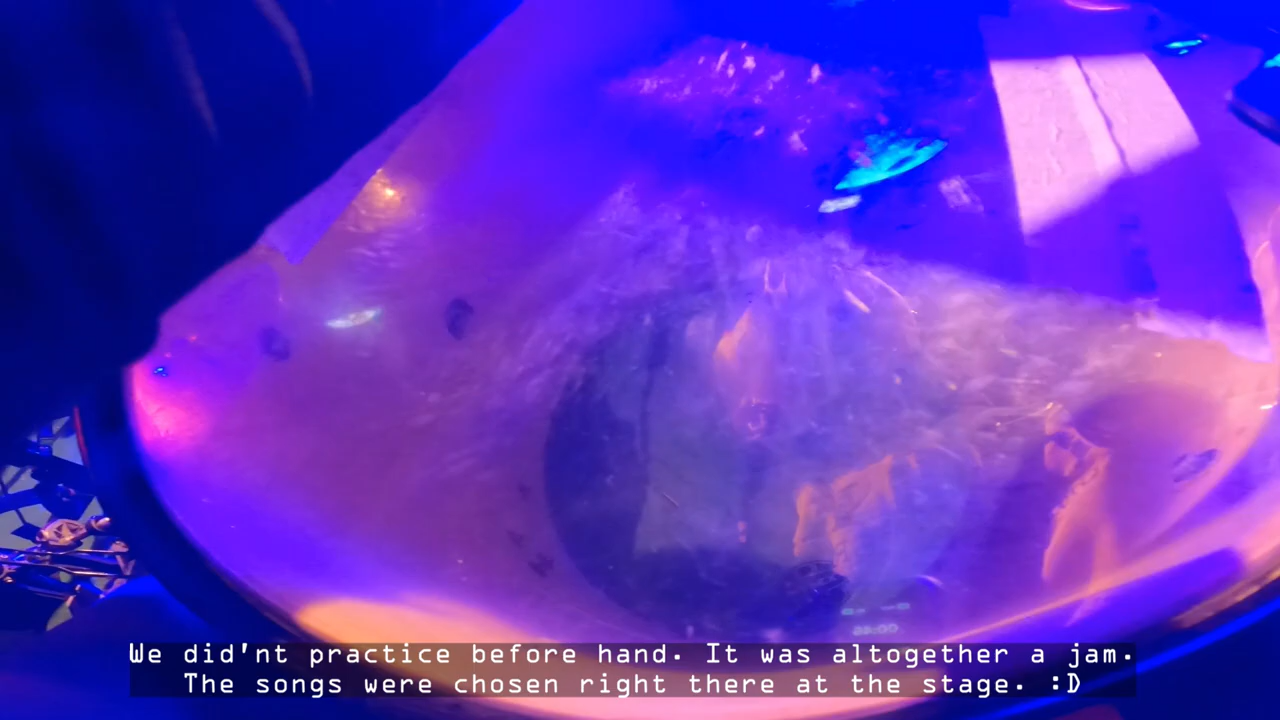 We did'nt practice before hand. It was altogether a jam.
The songs were chosen right there at the stage. :D